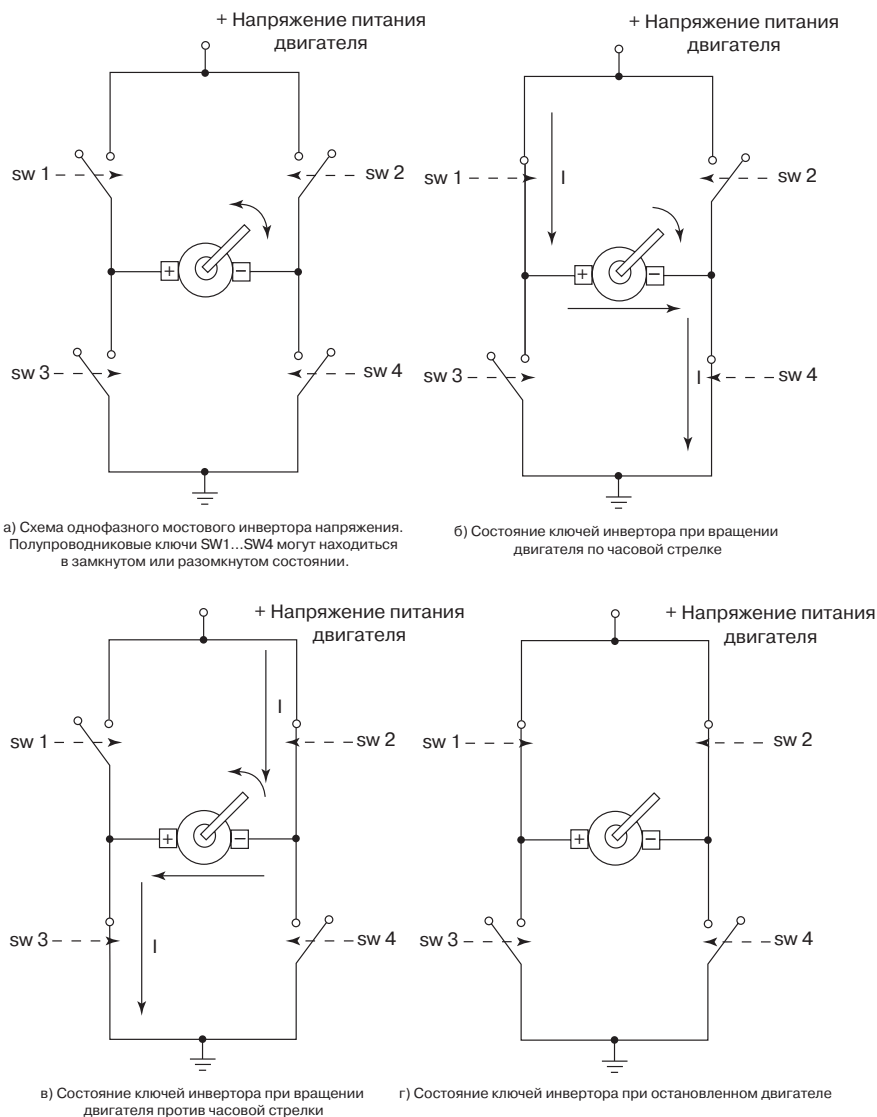 + Напряжение питания
двигателя
sw 1
sw 2
+
−
sw 3
sw 4
а) Схема однофазного мостового инвертора напряжения.
Полупроводниковые ключи SW1...SW4 могут находиться
в замкнутом или разомкнутом состоянии.
+ Напряжение питания
двигателя
sw 1
I
sw 2
+
−
sw 3
I
sw 4
б) Состояние ключей инвертора при вращении
двигателя по часовой стрелке
+ Напряжение питания
двигателя
I
sw 1
sw 2
+
−
sw 3
I
sw 4
в) Состояние ключей инвертора при вращении
двигателя против часовой стрелки
+ Напряжение питания
двигателя
sw 1
sw 2
+
−
sw 3
sw 4
г) Состояние ключей инвертора при остановленном двигателе